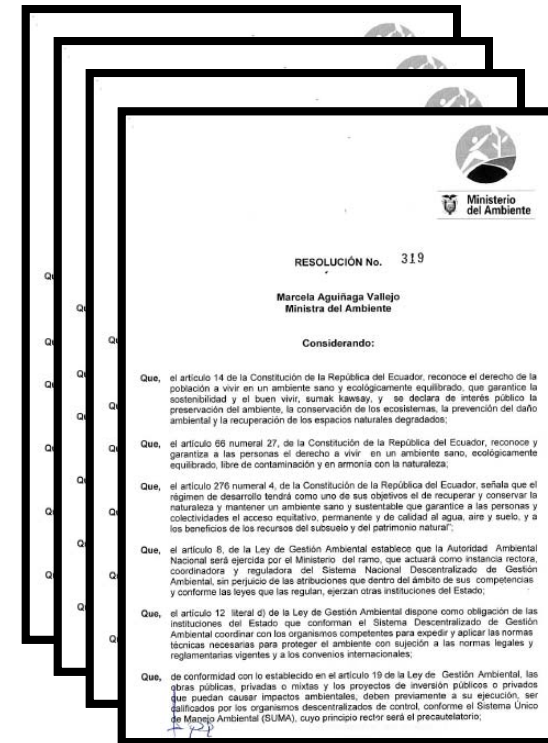 Ministerio
del Ambiente
RESOLUCIÓN No. 319
Marcela Aguiñaga Vallejo
Ministra del Ambiente
Considerando:
Que, el artículo 14 de la Constitución de la República del Ecuador, reconoce el derecho de la
población a vivir en un ambiente sano y ecológicamente equilibrado, que garantice la
sostenibilidad y el buen vivir, sumak kawsay, y se declara de interés público la
preservación del ambiente, la conservación de los ecosistemas, la prevención del daño
ambiental y la recuperación de los espacios naturales degradados;
Que, el artículo 66 numeral 27, de la Constitución de la República del Ecuador, reconoce y
garantiza a las personas el derecho a vivir en un ambiente sano, ecológicamente
equilibrado, libre de contaminación y en armonía con la naturaleza;
Que, el artículo 276 numeral 4, de la Constitución de la República del Ecuador, señala que el
régimen de desarrollo tendrá como uno de sus objetivos el de recuperar y conservar la
naturaleza y mantener un ambiente sano y sustentable que garantice a las personas y
colectividades el acceso equitativo, permanente y de calidad al agua, aire y suelo, y a
los beneficios de los recursos del subsuelo y del patrimonio natural";
Que, el artículo 8, de la Ley de Gestión Ambiental establece que la Autoridad Ambiental
Nacional será ejercida por el Ministerio del ramo, que actuará como instancia rectora,
coordinadora y reguladora del Sistema Nacional Descentralizado de Gestión
Ambiental, sin perjuicio de las atribuciones que dentro del ámbito de sus competencias
y conforme las leyes que las regulan, ejerzan otras instituciones del Estado;
Que, el artículo 12 literal d) de la Ley de Gestión Ambiental dispone como obligación de las
instituciones del Estado que conforman el Sistema Descentralizado de Gestión
Ambiental coordinar con los organismos competentes para expedir y aplicar las normas
técnicas necesarias para proteger el ambiente con sujeción a las normas legales y
reglamentarias vigentes y a los convenios internacionales;
Que, de conformidad con lo establecido en el artículo 19 de la Ley de Gestión Ambiental, las
obras públicas, privadas o mixtas y los proyectos de inversión públicos o privados
que puedan causar impactos ambientales, deben previamente a su ejecución, ser
calificados por los organismos descentralizados de control, conforme el Sistema Único
de Manejo Ambiental (SUMA), cuyo principio rector será el precautelatorio;